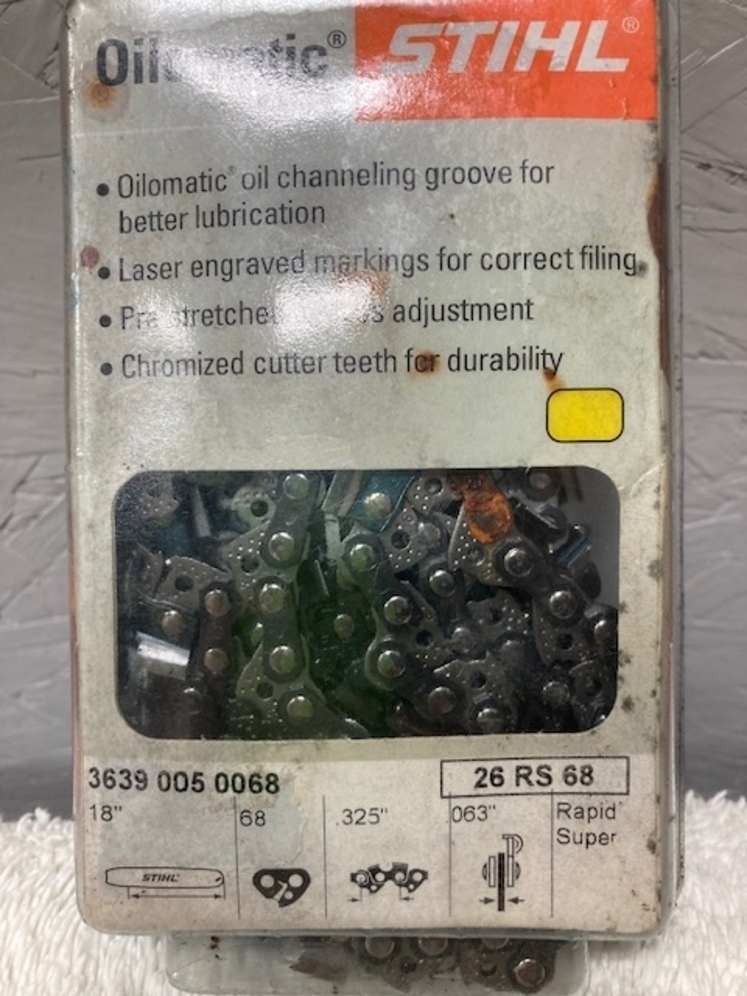 STIHL®
• Oilomatic® oil channeling groove for
better lubrication
• Laser engraved markings for correct filing.
• adjustment
• Chromized cutter teeth for durability
3639 005 0068
26 RS 68
18" 68 .325" 063" Rapid
Super
STIHL